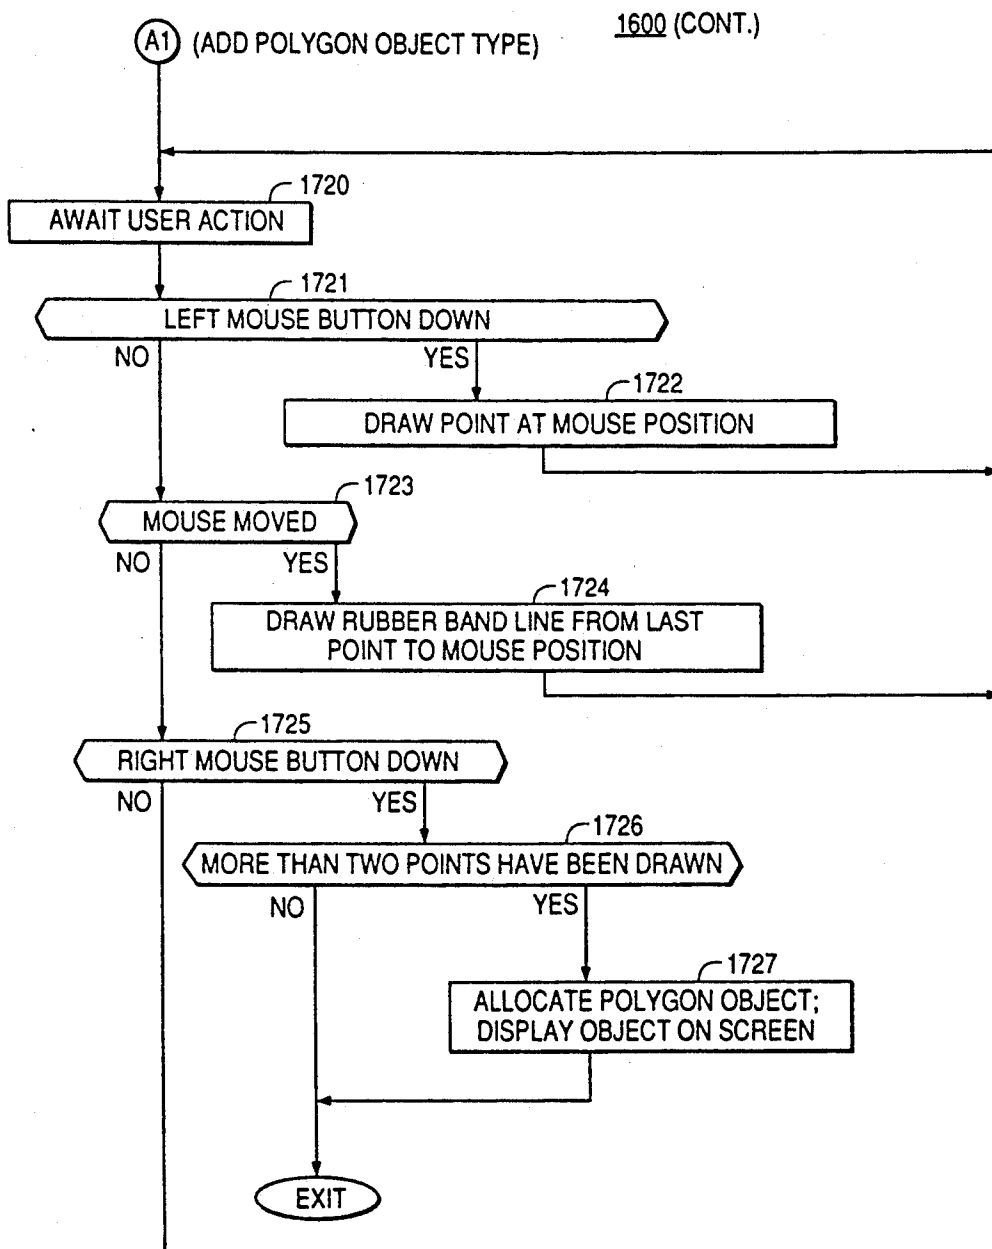 1600 (CONT.)
A1 (ADD POLYGON OBJECT TYPE)
1720
AWAIT USER ACTION
1721
LEFT MOUSE BUTTON DOWN
NO YES
1722
DRAW POINT AT MOUSE POSITION
1723
MOUSE MOVED
NO YES
1724
DRAW RUBBER BAND LINE FROM LAST
POINT TO MOUSE POSITION
1725
RIGHT MOUSE BUTTON DOWN
NO YES
1726
MORE THAN TWO POINTS HAVE BEEN DRAWN
NO YES
1727
ALLOCATE POLYGON OBJECT;
DISPLAY OBJECT ON SCREEN
EXIT